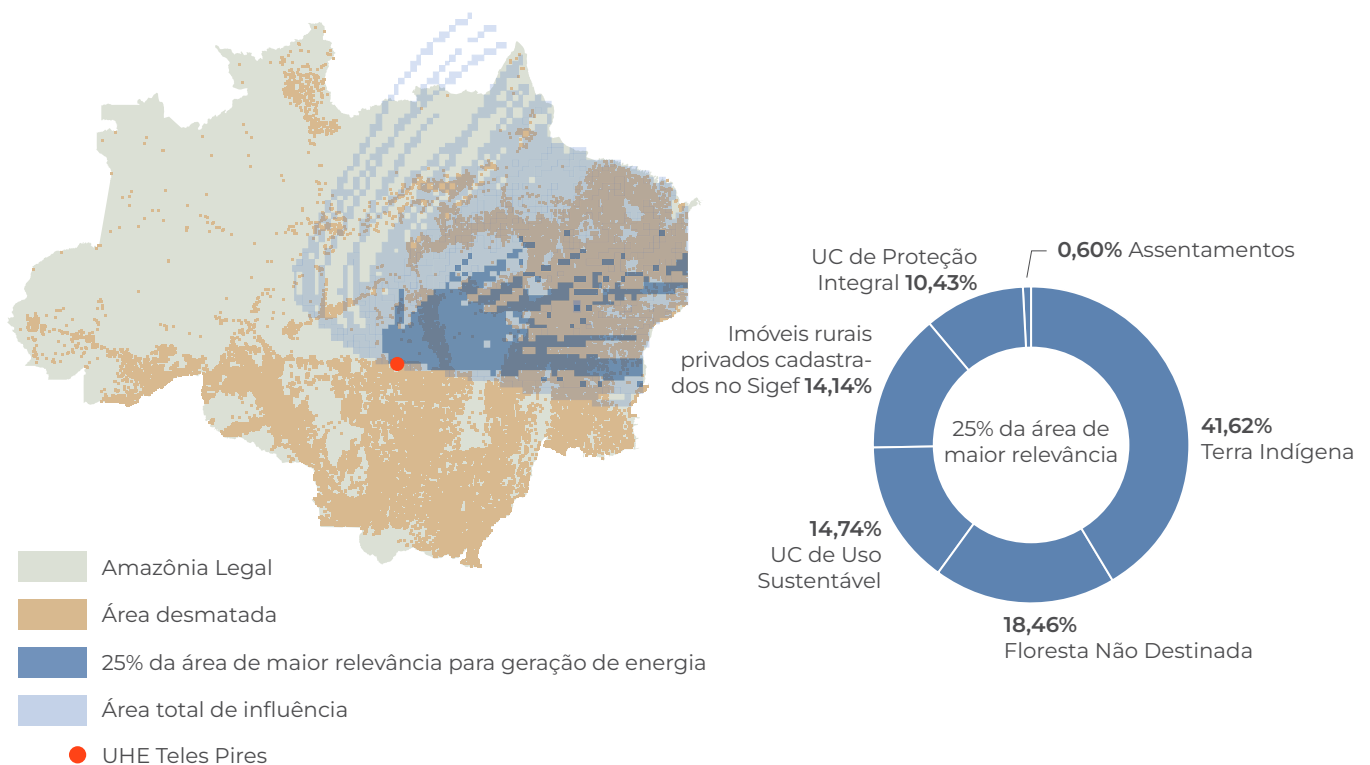 Amazônia Legal
Área desmatada
25% da área de maior relevância para geração de energia
Área total de influência
UHE Teles Pires
0,60% Assentamentos
UC de Proteção
Integral 10,43%
Imóveis rurais
privados cadastra-
dos no Sigef 14,14%
25% da área de
maior relevância
41,62%
Terra Indígena
14,74%
UC de Uso
Sustentável
18,46%
Floresta Não Destinada